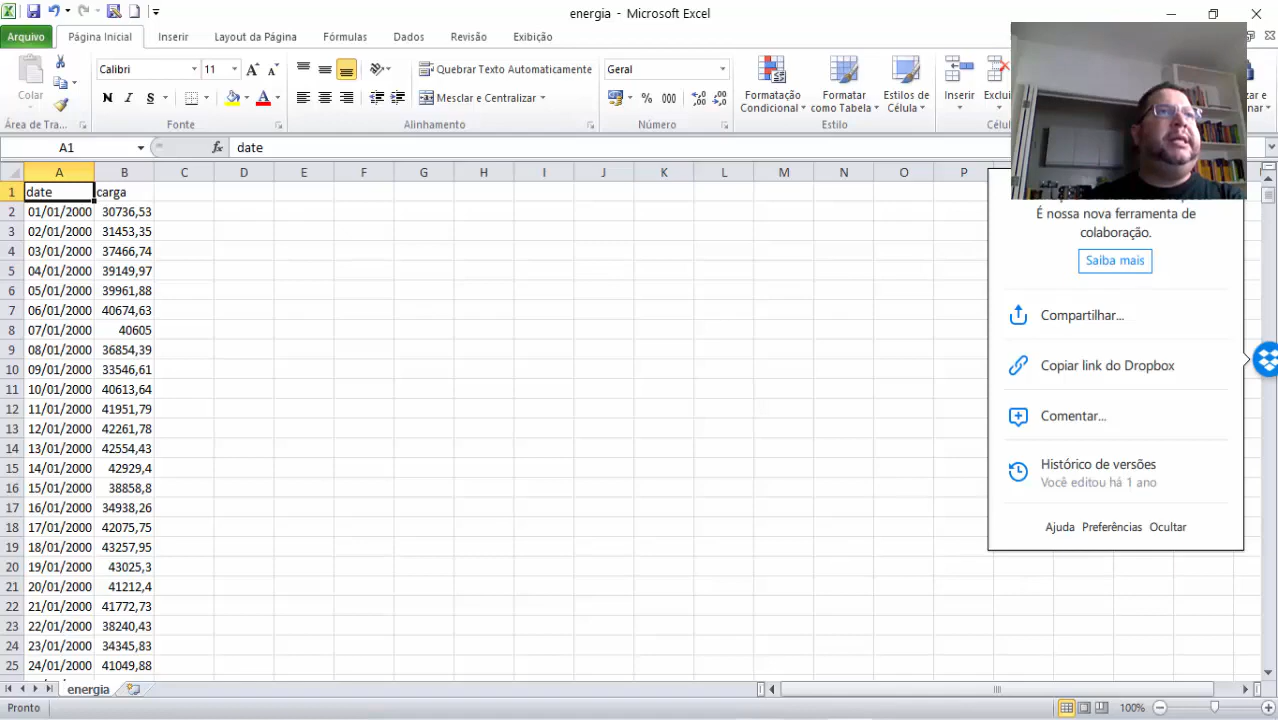 energia - Microsoft Excel
Arquivo Página Inicial Inserir Layout da Página Fórmulas Dados Revisão Exibição
Colar
Calibri 11
Quebrar Texto Automaticamente
Geral
N I S
Mesclar e Centralizar
% 000
Formatação Condicional
Formatar como Tabela
Estilos de Célula
Inserir
Exclui
Área de Tra... Fonte Alinhamento Número Estilo Célul
A1 fx date
A B C D E F G H I J K L M N O P
1 date carga
2 01/01/2000 30736,53
3 02/01/2000 31453,35
4 03/01/2000 37466,74
5 04/01/2000 39149,97
6 05/01/2000 39961,88
7 06/01/2000 40674,63
8 07/01/2000 40605
9 08/01/2000 36854,39
10 09/01/2000 33546,61
11 10/01/2000 40613,64
12 11/01/2000 41951,79
13 12/01/2000 42261,78
14 13/01/2000 42554,43
15 14/01/2000 42929,4
16 15/01/2000 38858,8
17 16/01/2000 34938,26
18 17/01/2000 42075,75
19 18/01/2000 43257,95
20 19/01/2000 43025,3
21 20/01/2000 41212,4
22 21/01/2000 41772,73
23 22/01/2000 38240,43
24 23/01/2000 34345,83
25 24/01/2000 41049,88
É nossa nova ferramenta de
colaboração.
Saiba mais
Compartilhar...
Copiar link do Dropbox
Comentar...
Histórico de versões
Você editou há 1 ano
Ajuda Preferências Ocultar
energia
Pronto 100%